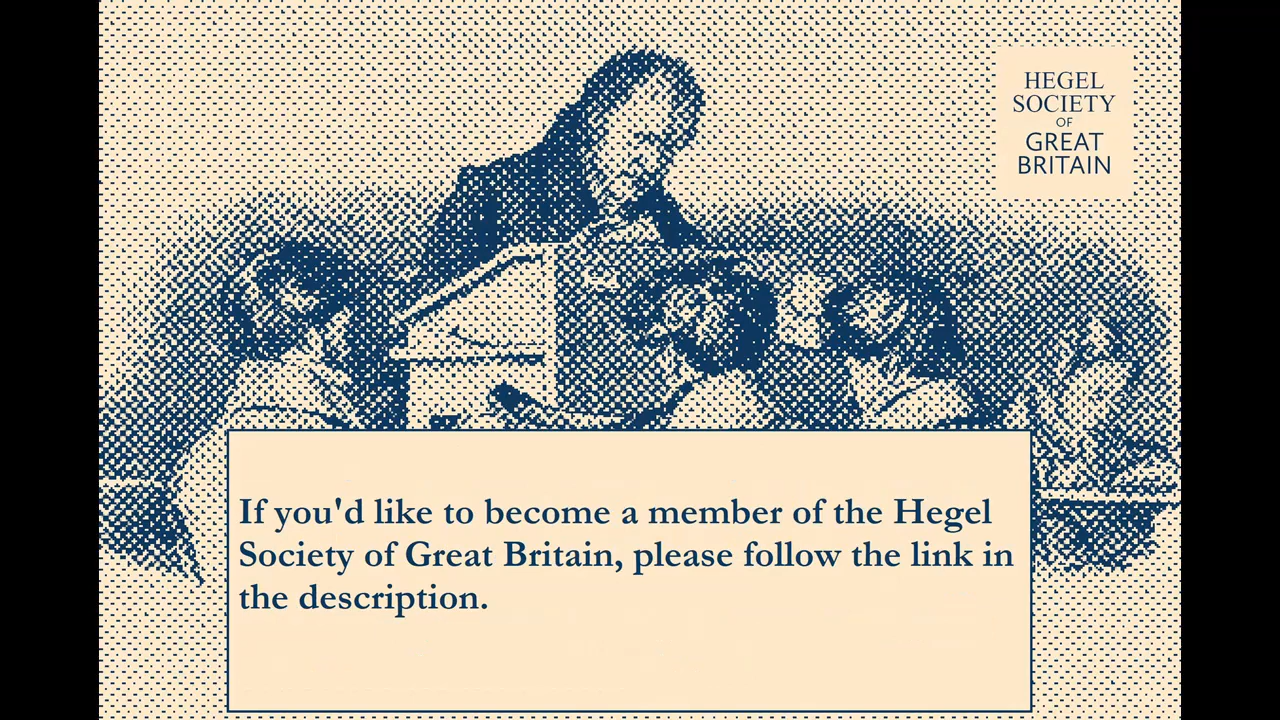 HEGEL
SOCIETY
OF
GREAT
BRITAIN
If you'd like to become a member of the Hegel
Society of Great Britain, please follow the link in
the description.